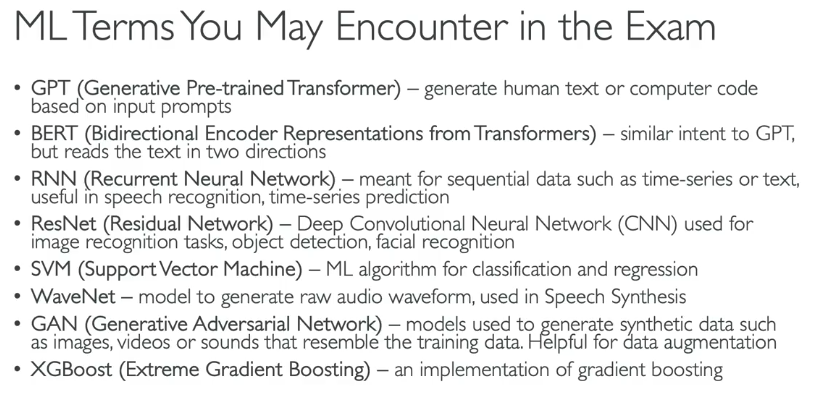 ML Terms You May Encounter in the Exam
• GPT (Generative Pre-trained Transformer) – generate human text or computer code
based on input prompts
• BERT (Bidirectional Encoder Representations from Transformers) – similar intent to GPT,
but reads the text in two directions
• RNN (Recurrent Neural Network) – meant for sequential data such as time-series or text,
useful in speech recognition, time-series prediction
• ResNet (Residual Network) – Deep Convolutional Neural Network (CNN) used for
image recognition tasks, object detection, facial recognition
• SVM (Support Vector Machine) – ML algorithm for classification and regression
• WaveNet – model to generate raw audio waveform, used in Speech Synthesis
• GAN (Generative Adversarial Network) – models used to generate synthetic data such
as images, videos or sounds that resemble the training data. Helpful for data augmentation
• XGBoost (Extreme Gradient Boosting) – an implementation of gradient boosting